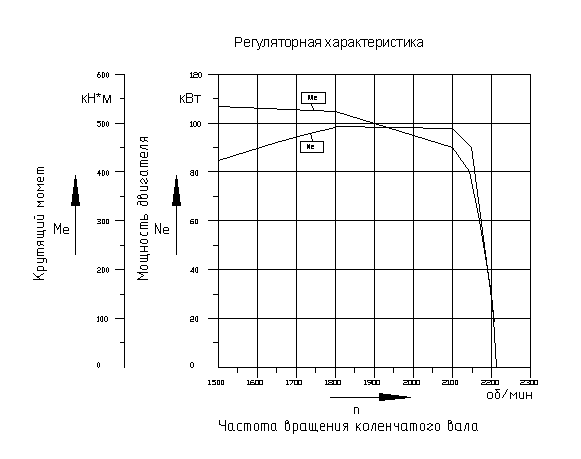 Регуляторная характеристика
600 120
кН*м кВт
Ме
500 100
Ne
400 80
Крутящий момет
Ме
Мощность двигателя
Ne
300 60
200 40
100 20
0 0
1500 1600 1700 1800 1900 2000 2100 2200 2300
об/мин
n
Частота вращения коленчатого вала